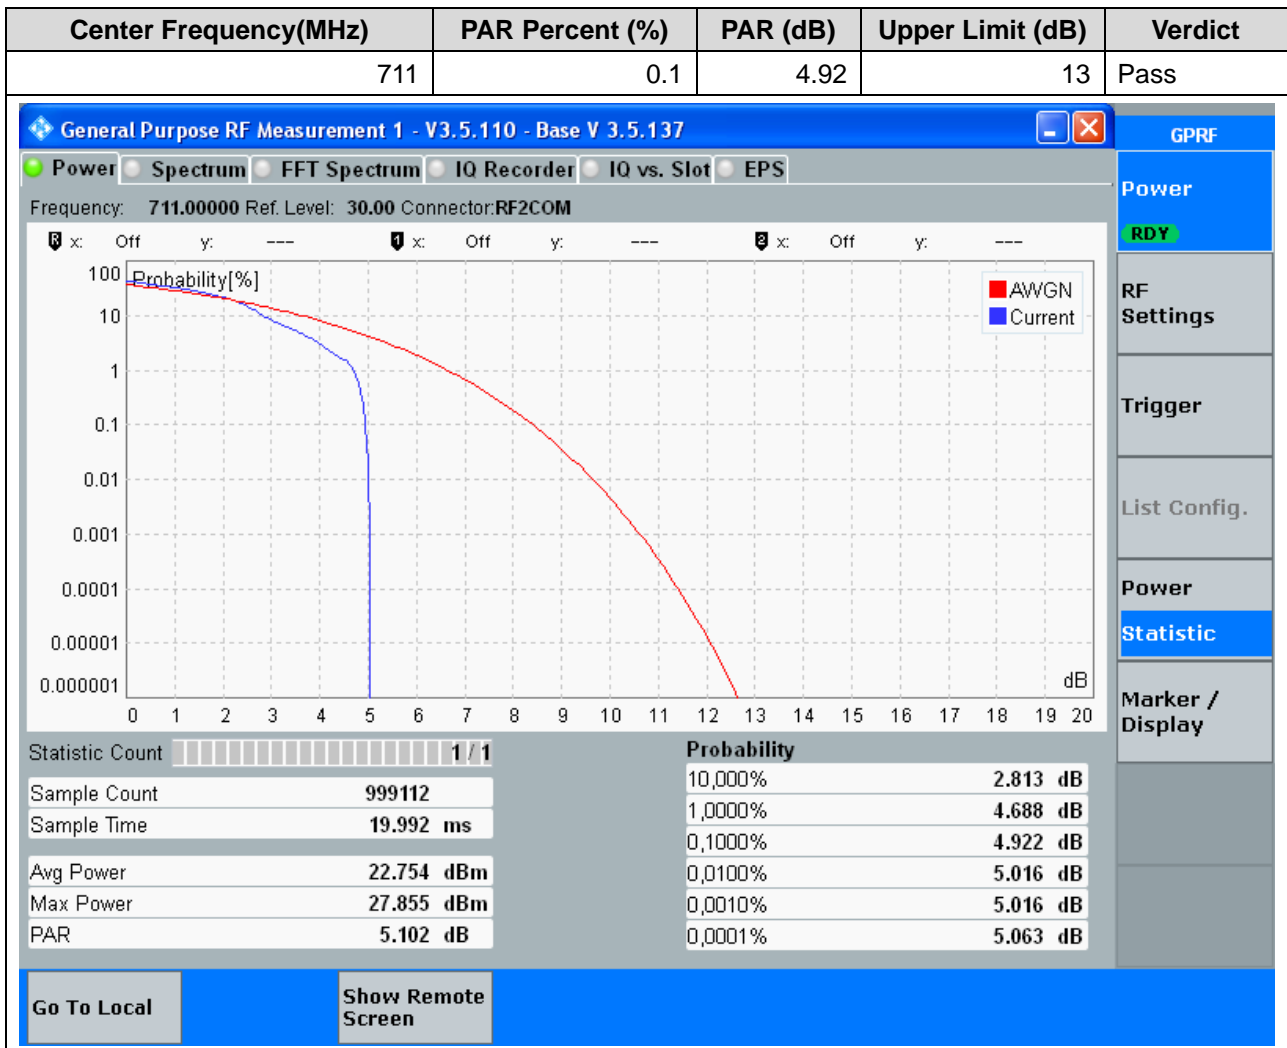 Center Frequency(MHz) PAR Percent (%) PAR (dB) Upper Limit (dB) Verdict
711 0.1 4.92 13 Pass
General Purpose RF Measurement 1 - V3.5.110 - Base V 3.5.137
GPRF
Power Spectrum FFT Spectrum IQ Recorder IQ vs. Slot EPS
Power
RDY
Frequency: 711.00000 Ref. Level: 30.00 Connector:RF2COM
R x: Off y: --- 1 x: Off y: --- 2 x: Off y: ---
Probability[%]
AWGN
Current
100
10
1
0.1
0.01
0.001
0.0001
0.00001
0.000001
dB
0 1 2 3 4 5 6 7 8 9 10 11 12 13 14 15 16 17 18 19 20
RF
Settings
Trigger
List Config.
Power
Statistic
Marker /
Display
Statistic Count 1 / 1
Sample Count 999112
Sample Time 19.992 ms
Avg Power 22.754 dBm
Max Power 27.855 dBm
PAR 5.102 dB
Probability
10,000% 2.813 dB
1,0000% 4.688 dB
0,1000% 4.922 dB
0,0100% 5.016 dB
0,0010% 5.016 dB
0,0001% 5.063 dB
Go To Local
Show Remote
Screen